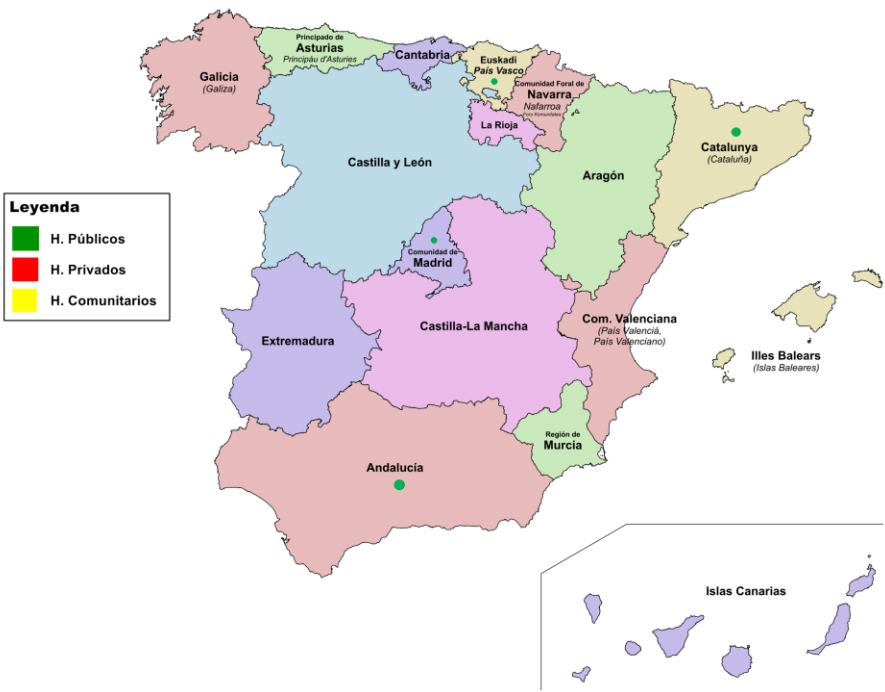 Principado de
Asturias
Principáu d'Asturies
Cantabria
Euskadi
País Vasco
Galicia
(Galiza)
Comunidad Foral de
Navarra
Nafarroa
Foru Komunitatea
La Rioja
Catalunya
(Cataluña)
Castilla y León
Aragón
Leyenda
H. Públicos
H. Privados
H. Comunitarios
Comunidad de
Madrid
Com. Valenciana
(País Valencià,
País Valenciano)
Castilla-La Mancha
Extremadura
Illes Balears
(Islas Baleares)
Región de
Murcia
Andalucía
Islas Canarias